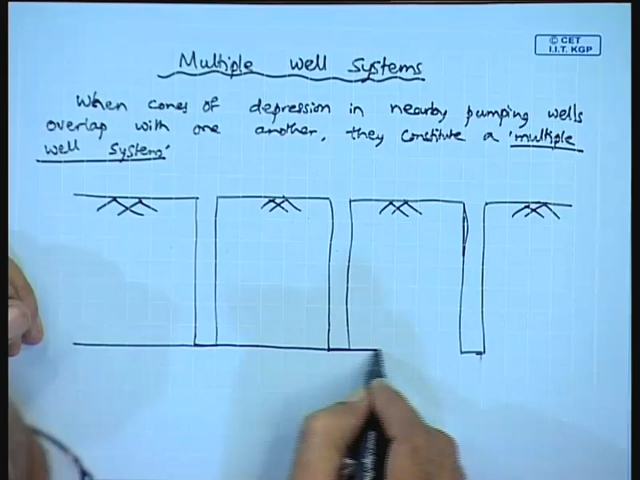 © CET
I.I.T. KGP
Multiple well Systems
When cones of depression in nearby pumping wells
overlap with one another, they constitute a 'multiple
well system'